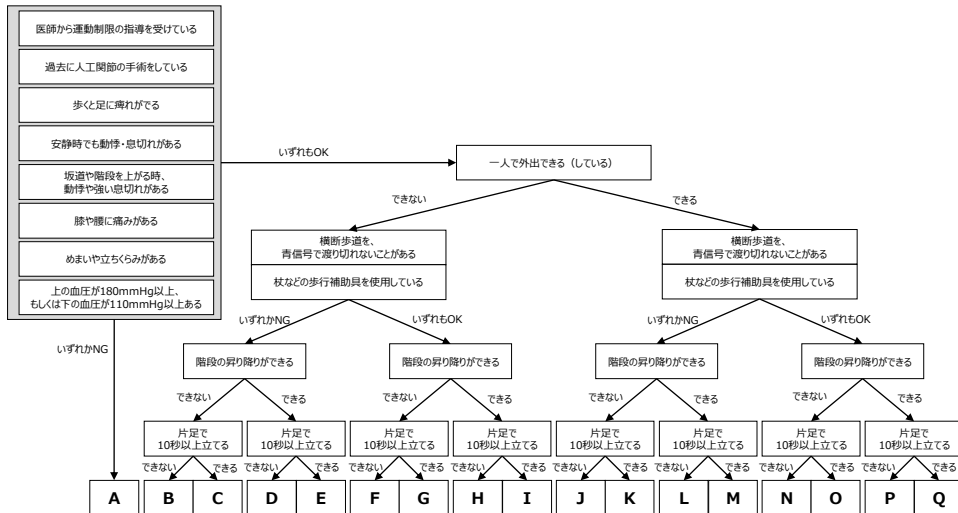 医師から運動制限の指導を受けている
過去に人工関節の手術をしている
歩くと足に痺れがでる
安静時でも動悸・息切れがある
坂道や階段を上がる時、
動悸や強い息切れがある
膝や腰に痛みがある
めまいや立ちくらみがある
上の血圧が180mmHg以上、
もしくは下の血圧が110mmHg以上ある
いずれもOK
一人で外出できる（している）
できない
できる
横断歩道を、
青信号で渡り切れないことがある
杖などの歩行補助具を使用している
横断歩道を、
青信号で渡り切れないことがある
杖などの歩行補助具を使用している
いずれかNG
いずれかNG
いずれもOK
いずれかNG
いずれもOK
階段の昇り降りができる
階段の昇り降りができる
階段の昇り降りができる
階段の昇り降りができる
できない
できる
できない
できる
できない
できる
できない
できる
片足で
10秒以上立てる
片足で
10秒以上立てる
片足で
10秒以上立てる
片足で
10秒以上立てる
片足で
10秒以上立てる
片足で
10秒以上立てる
片足で
10秒以上立てる
片足で
10秒以上立てる
できない
できる
できない
できる
できない
できる
できない
できる
できない
できる
できない
できる
できない
できる
できない
できる
A
B
C
D
E
F
G
H
I
J
K
L
M
N
O
P
Q